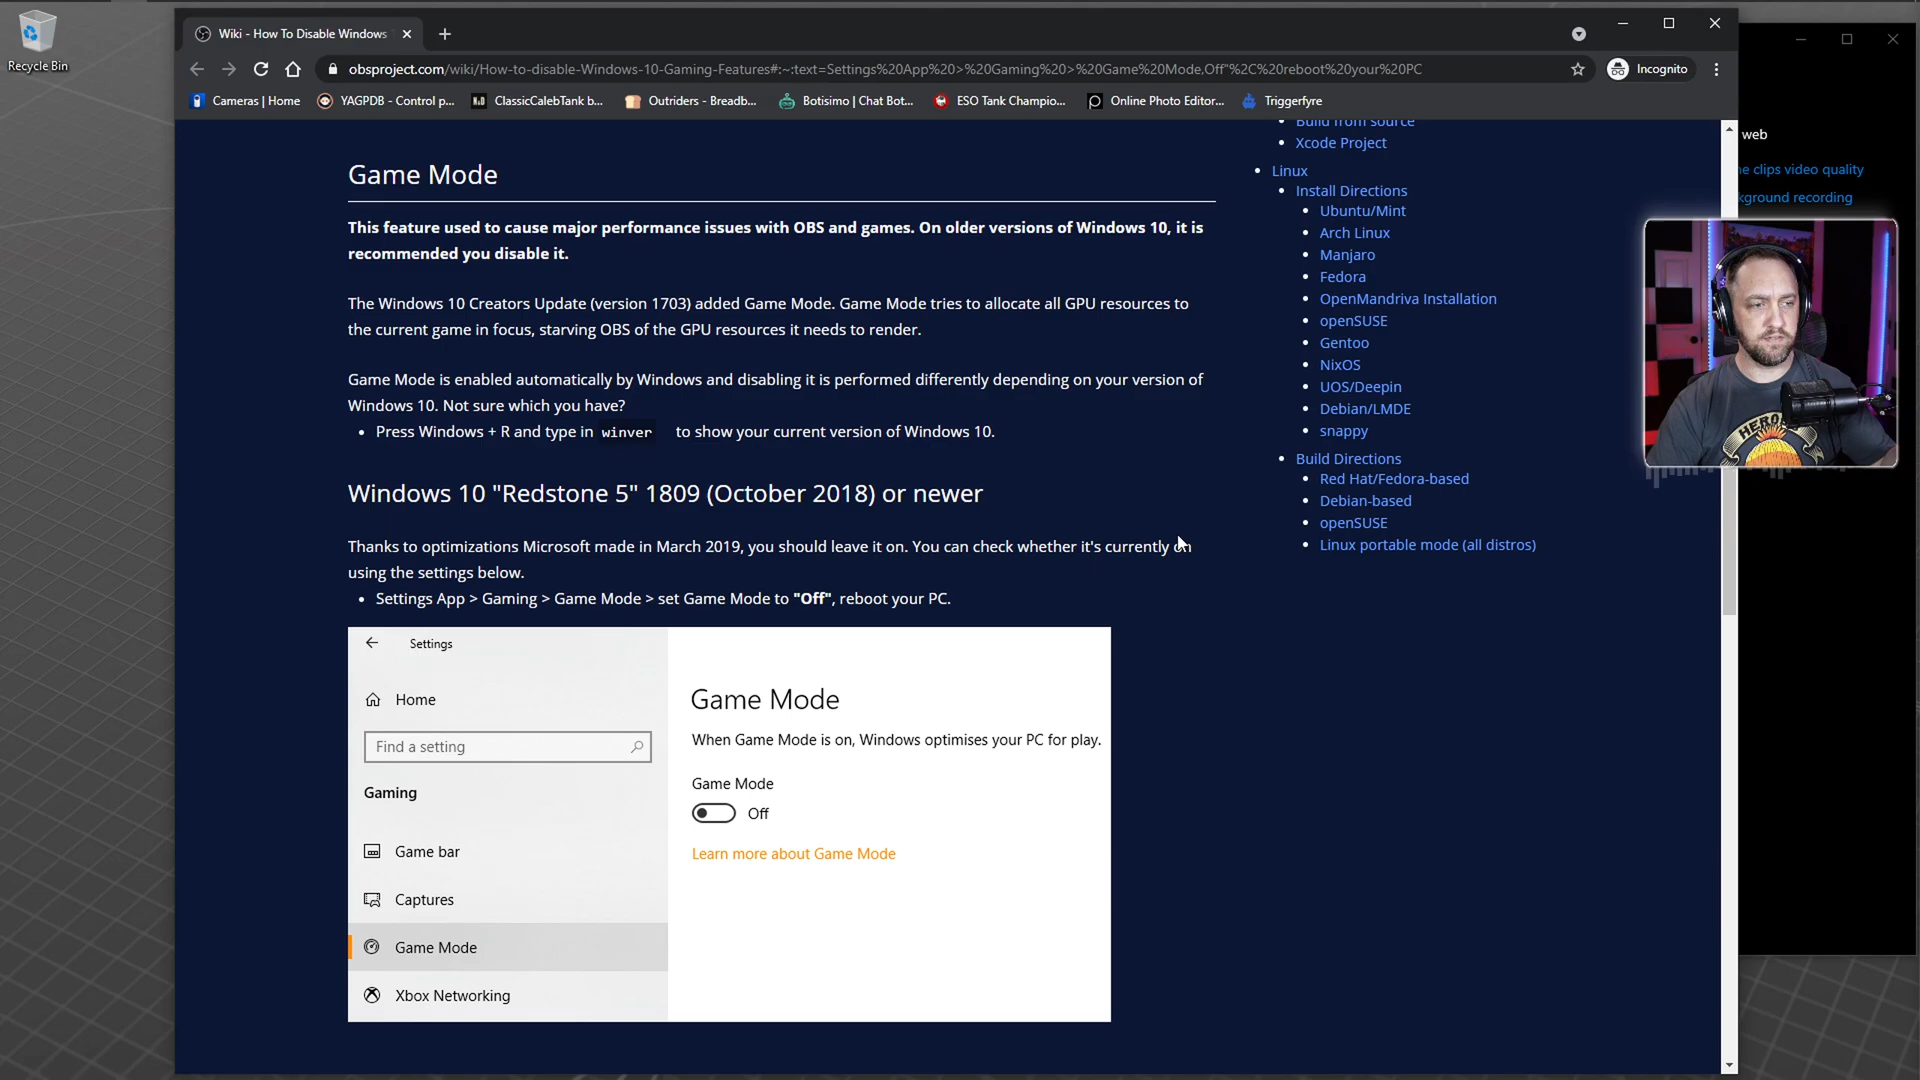 Recycle Bin
Wiki - How To Disable Windows
obsproject.com/wiki/How-to-disable-Windows-10-Gaming-Features#:~:text=Settings%20App%20>%20Gaming%20>%20Game%20Mode,Off"%2C%20reboot%20your%20PC
Incognito
Cameras | Home
YAGPDB - Control p...
ClassicCalebTank b...
Outriders - Breadb...
Botisimo | Chat Bot...
ESO Tank Champio...
Online Photo Editor...
Triggerfyre
Game Mode
This feature used to cause major performance issues with OBS and games. On older versions of Windows 10, it is
recommended you disable it.
The Windows 10 Creators Update (version 1703) added Game Mode. Game Mode tries to allocate all GPU resources to
the current game in focus, starving OBS of the GPU resources it needs to render.
Game Mode is enabled automatically by Windows and disabling it is performed differently depending on your version of
Windows 10. Not sure which you have?
• Press Windows + R and type in winver to show your current version of Windows 10.
Windows 10 "Redstone 5" 1809 (October 2018) or newer
Thanks to optimizations Microsoft made in March 2019, you should leave it on. You can check whether it's currently on
using the settings below.
• Settings App > Gaming > Game Mode > set Game Mode to "Off", reboot your PC.
Settings
Home
Find a setting
Gaming
Game bar
Captures
Game Mode
Xbox Networking
Game Mode
When Game Mode is on, Windows optimises your PC for play.
Game Mode
Off
Learn more about Game Mode
Build from source
Xcode Project
Linux
Install Directions
Ubuntu/Mint
Arch Linux
Manjaro
Fedora
OpenMandriva Installation
openSUSE
Gentoo
NixOS
UOS/Deepin
Debian/LMDE
snappy
Build Directions
Red Hat/Fedora-based
Debian-based
openSUSE
Linux portable mode (all distros)
web
clips video quality
recording